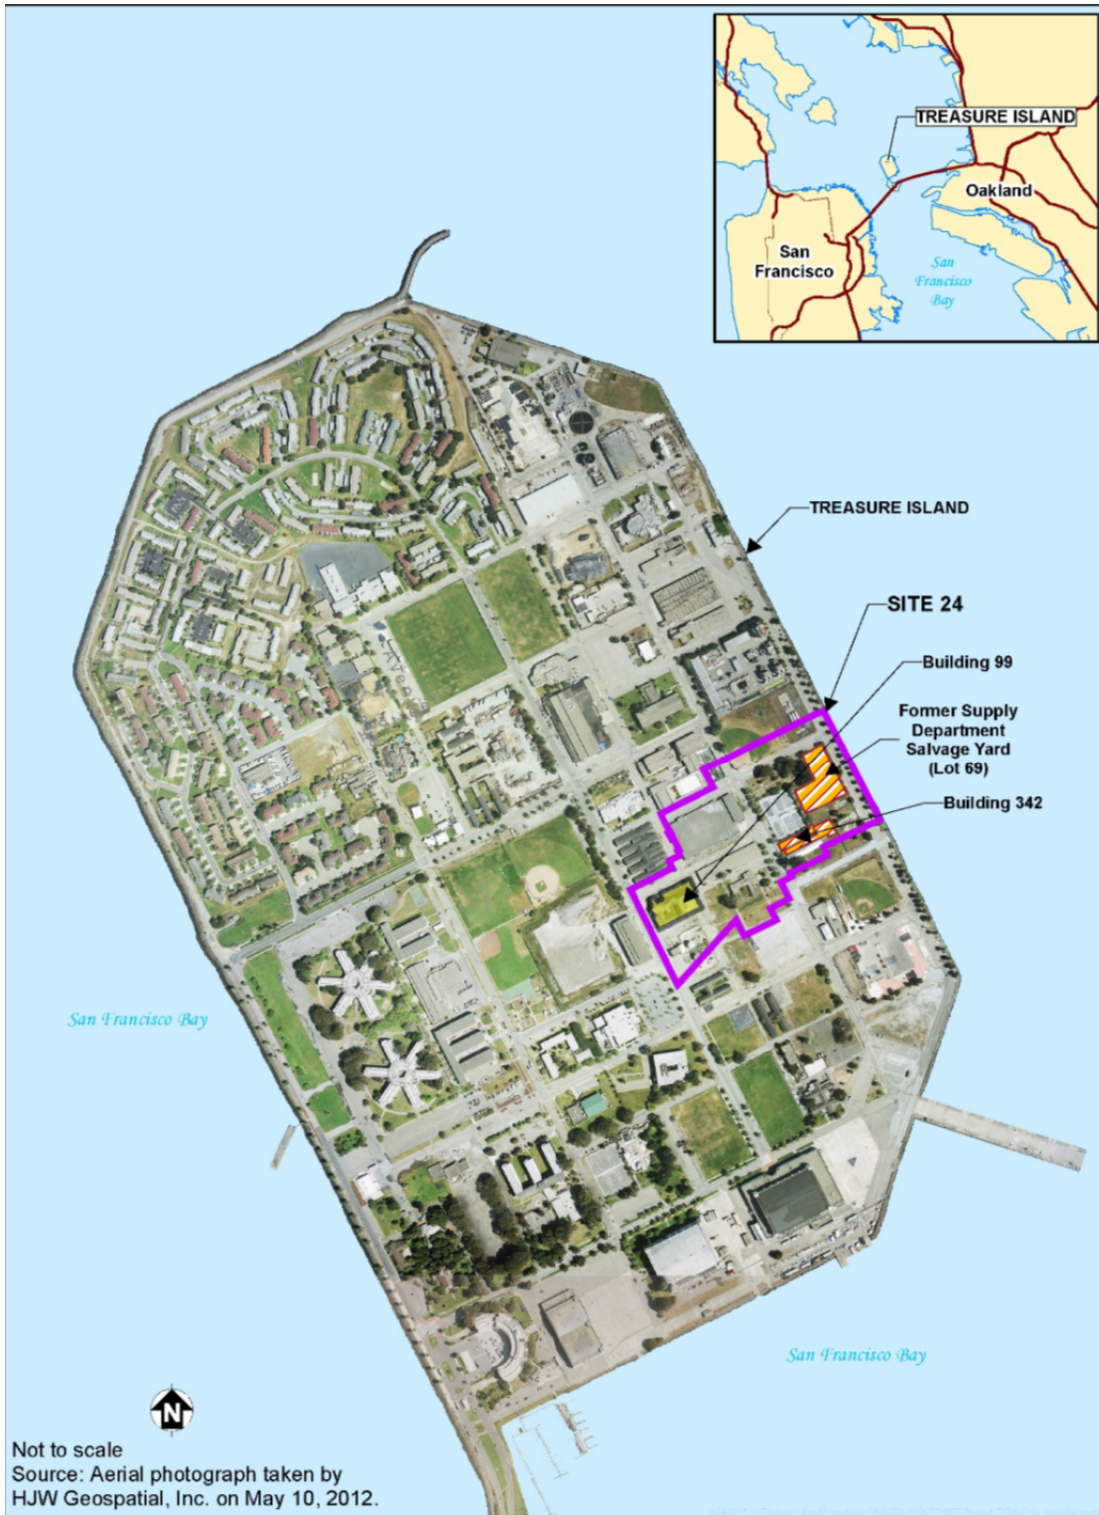 TREASURE ISLAND
Oakland
San
Francisco
San
Francisco
Bay
TREASURE ISLAND
SITE 24
Building 99
Former Supply
Department
Salvage Yard
(Lot 69)
Building 342
San Francisco Bay
San Francisco Bay
N
Not to scale
Source: Aerial photograph taken by
HJW Geospatial, Inc. on May 10, 2012.